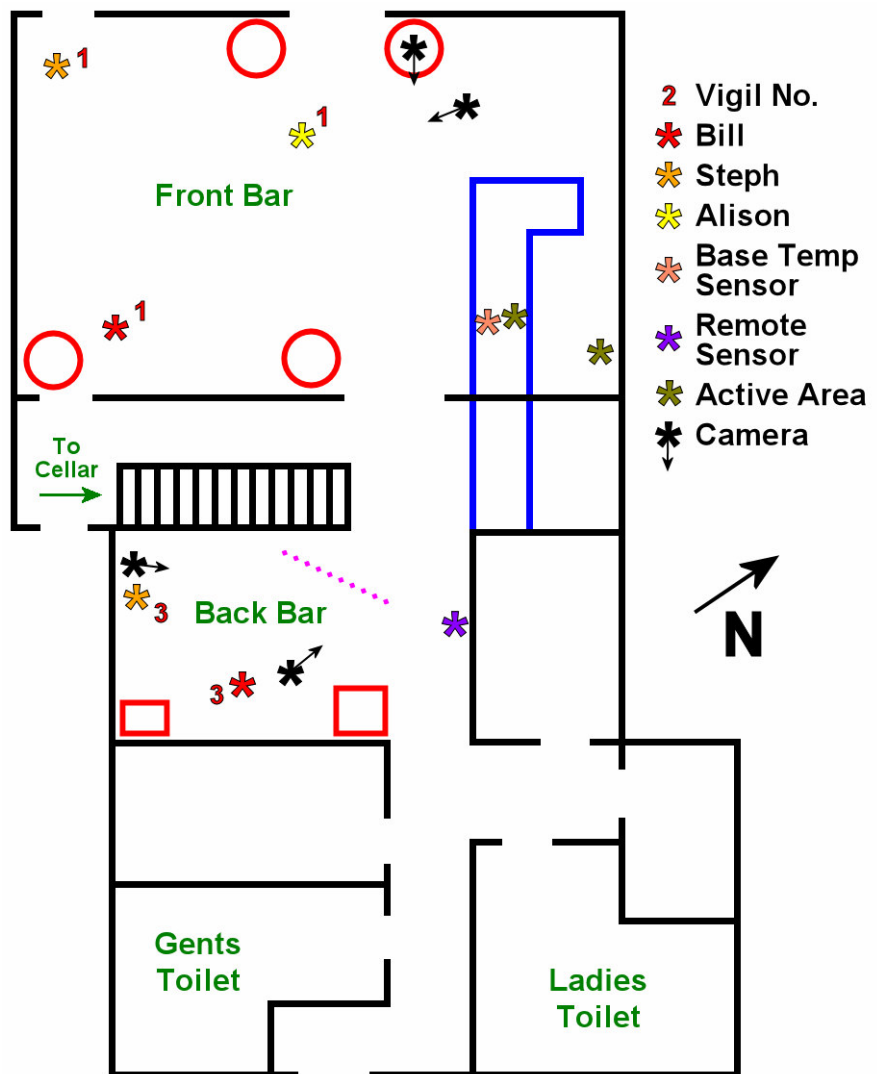 1
1
Front Bar
1
To
Cellar
Back Bar
3
3
Gents
Toilet
Ladies
Toilet
2 Vigil No.
Bill
Steph
Alison
Base Temp
Sensor
Remote
Sensor
Active Area
Camera
N